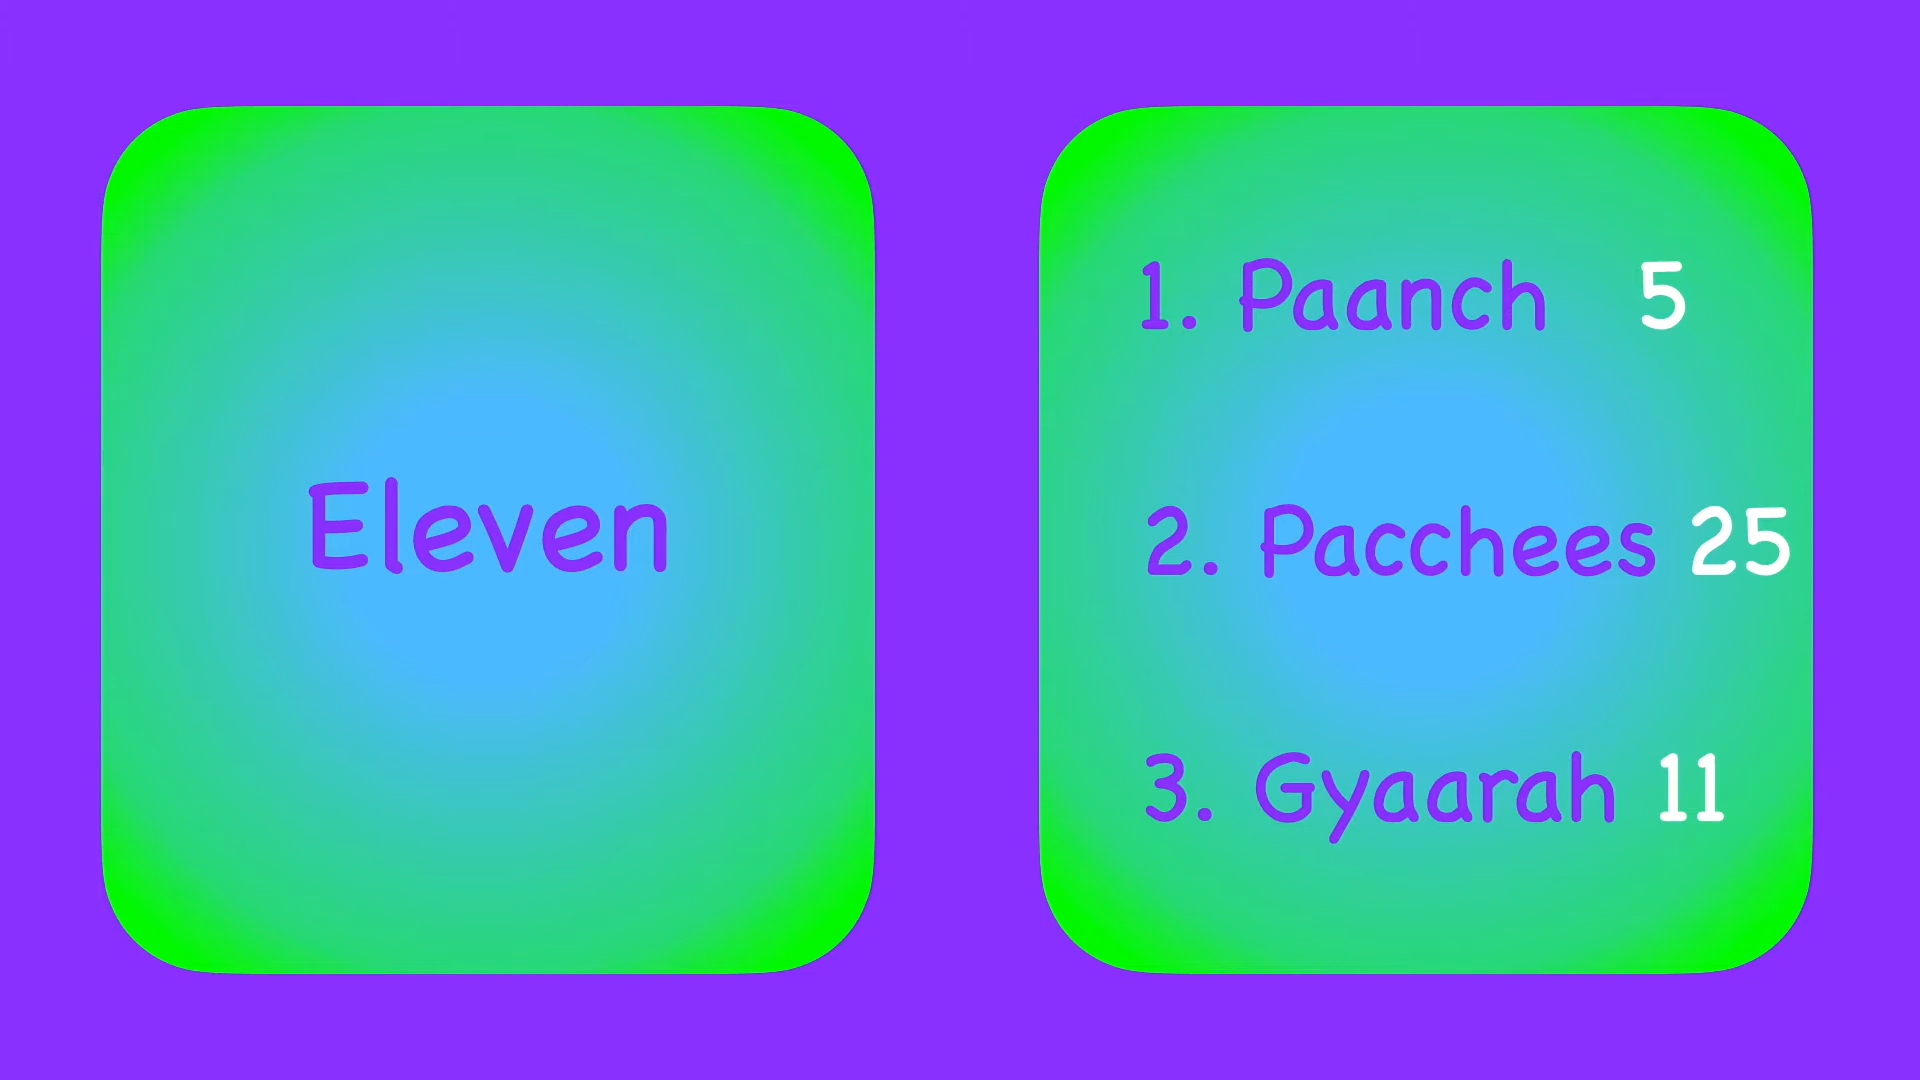 Eleven
1. Paanch 5
2. Pacchees 25
3. Gyaarah 11